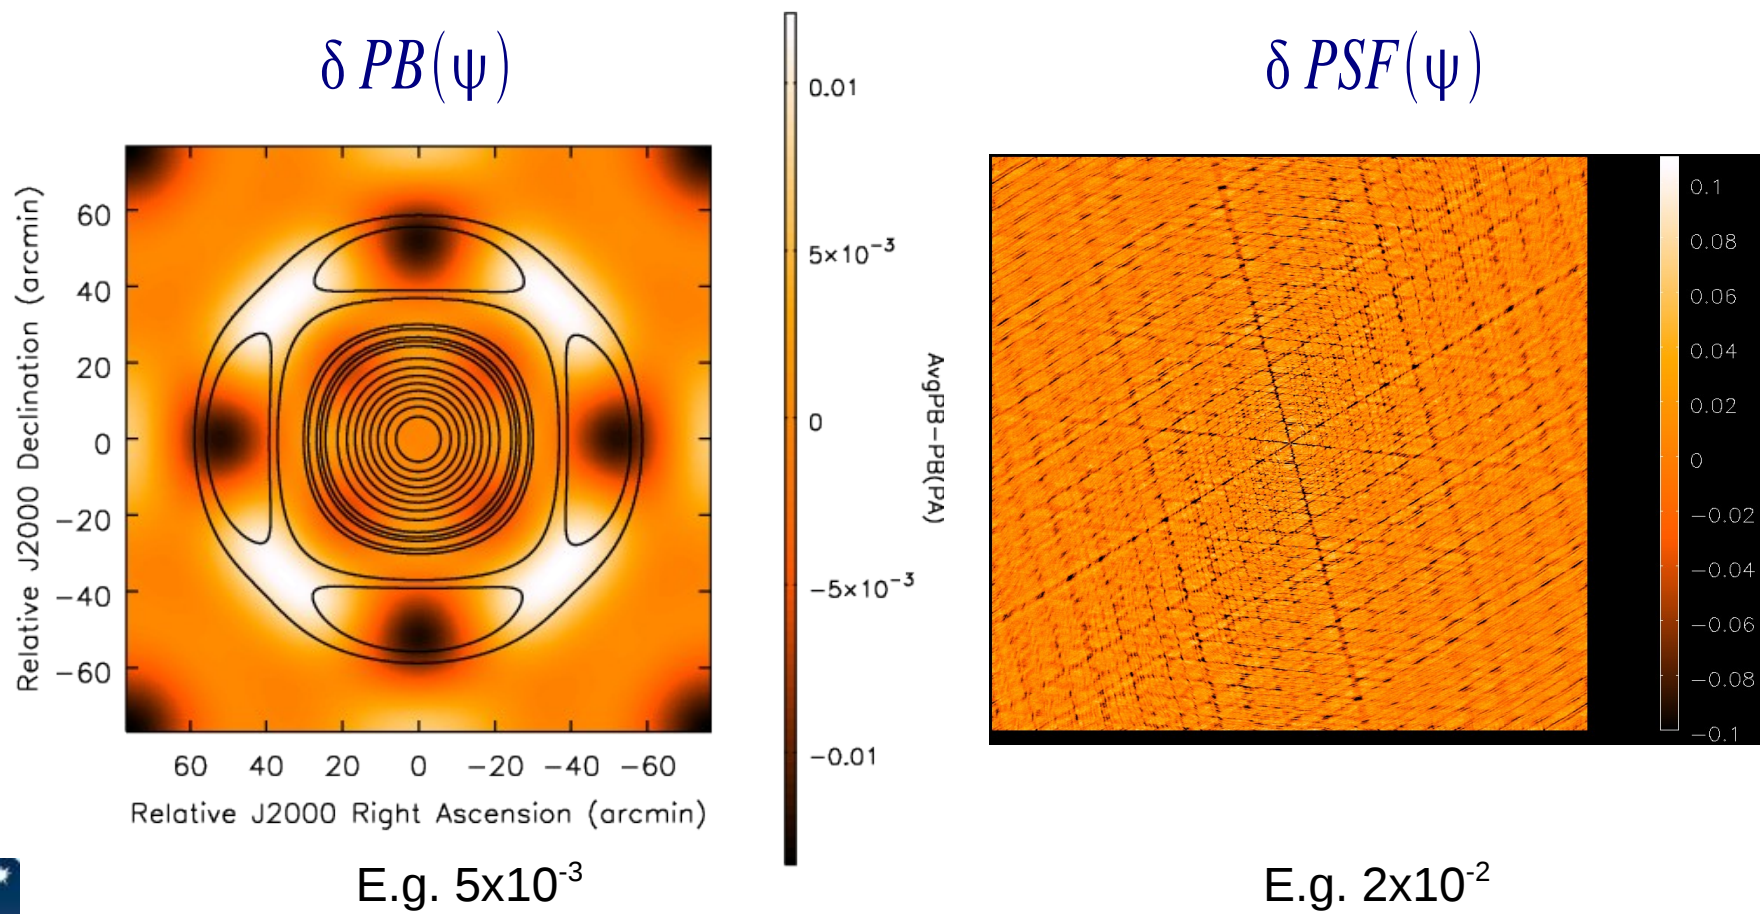 δ PB(ψ)
δ PSF(ψ)
0.01
5×10⁻³
0
−5×10⁻³
−0.01
AvgPB−PB(PA)
Relative J2000 Declination (arcmin)
60
40
20
0
−20
−40
−60
60 40 20 0 −20 −40 −60
Relative J2000 Right Ascension (arcmin)
0.1
0.08
0.06
0.04
0.02
0
−0.02
−0.04
−0.06
−0.08
−0.1
E.g. 5x10⁻³
E.g. 2x10⁻²